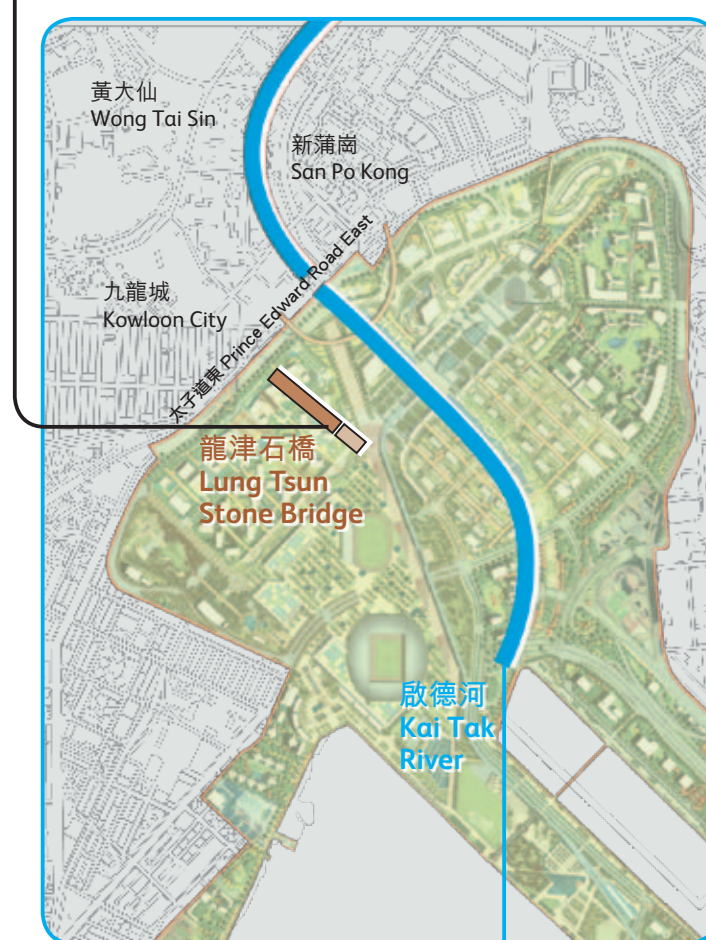 黃大仙
Wong Tai Sin
新蒲崗
San Po Kong
九龍城
Kowloon City
太子道東 Prince Edward Road East
龍津石橋
Lung Tsun
Stone Bridge
啟德河
Kai Tak
River